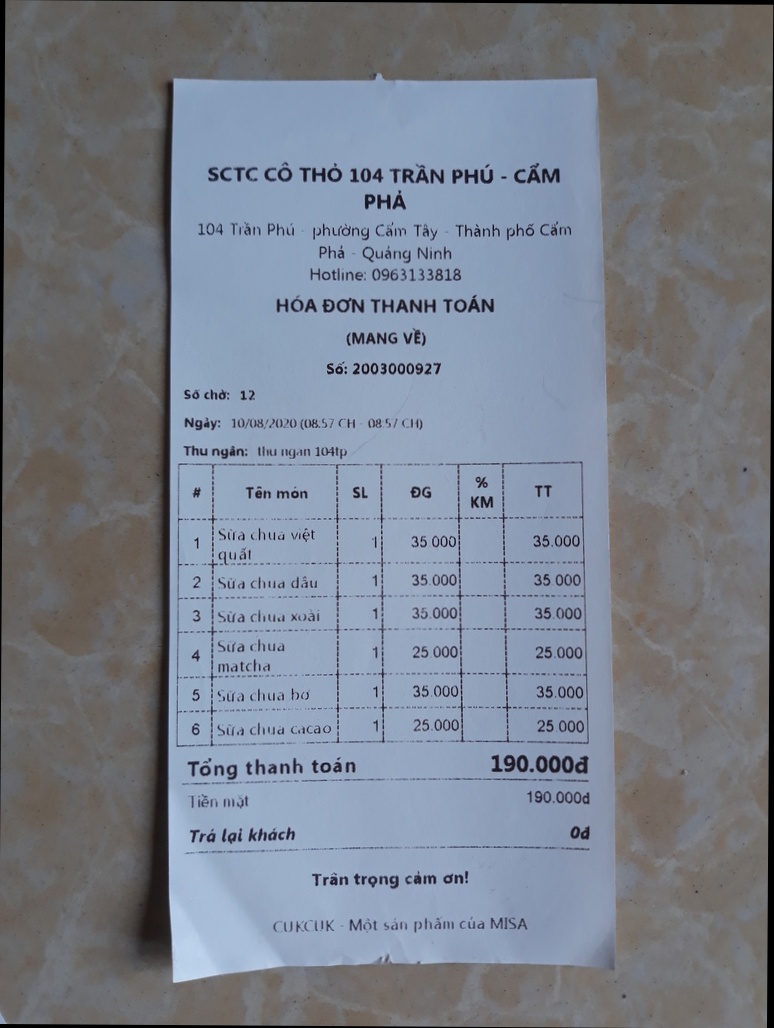 SCTC CÔ THỎ 104 TRẦN PHÚ - CẨM
PHẢ
104 Trần Phú - phường Cẩm Tây - Thành phố Cẩm
Phả - Quảng Ninh
Hotline: 0963133818
HÓA ĐƠN THANH TOÁN
(MANG VỀ)
Số: 2003000927
Số chờ: 12
Ngày: 10/08/2020 (08:57 CH - 08:57 CH)
Thu ngân: thu ngan 104tp
# Tên món SL ĐG % KM TT
1 Sữa chua việt quất 1 35.000 35.000
2 Sữa chua dâu 1 35.000 35.000
3 Sữa chua xoài 1 35.000 35.000
4 Sữa chua matcha 1 25.000 25.000
5 Sữa chua bơ 1 35.000 35.000
6 Sữa chua cacao 1 25.000 25.000
Tổng thanh toán 190.000đ
Tiền mặt 190.000đ
Trả lại khách 0đ
Trân trọng cảm ơn!
CUKCUK - Một sản phẩm của MISA